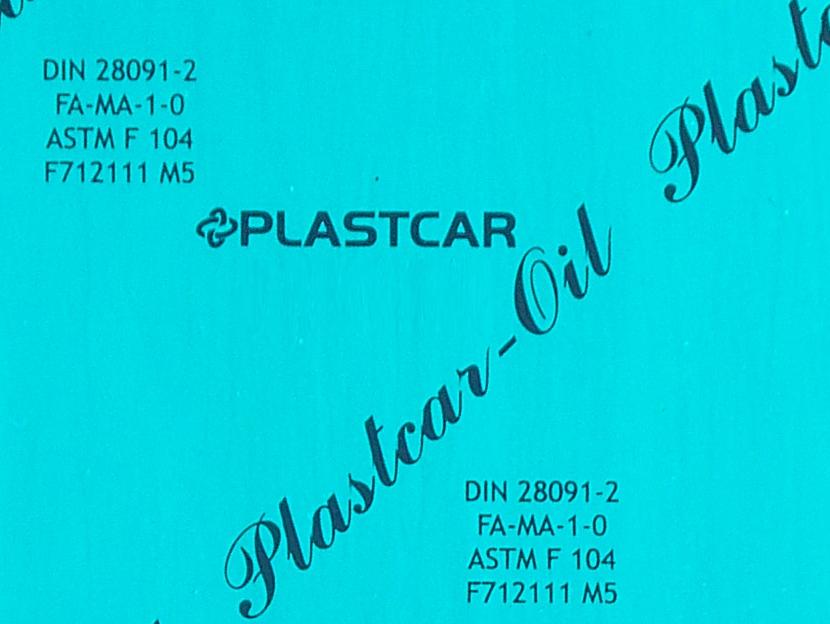 DIN 28091-2
FA-MA-1-0
ASTM F 104
F712111 M5
PLASTCAR
Plastcar-Oil
DIN 28091-2
FA-MA-1-0
ASTM F 104
F712111 M5